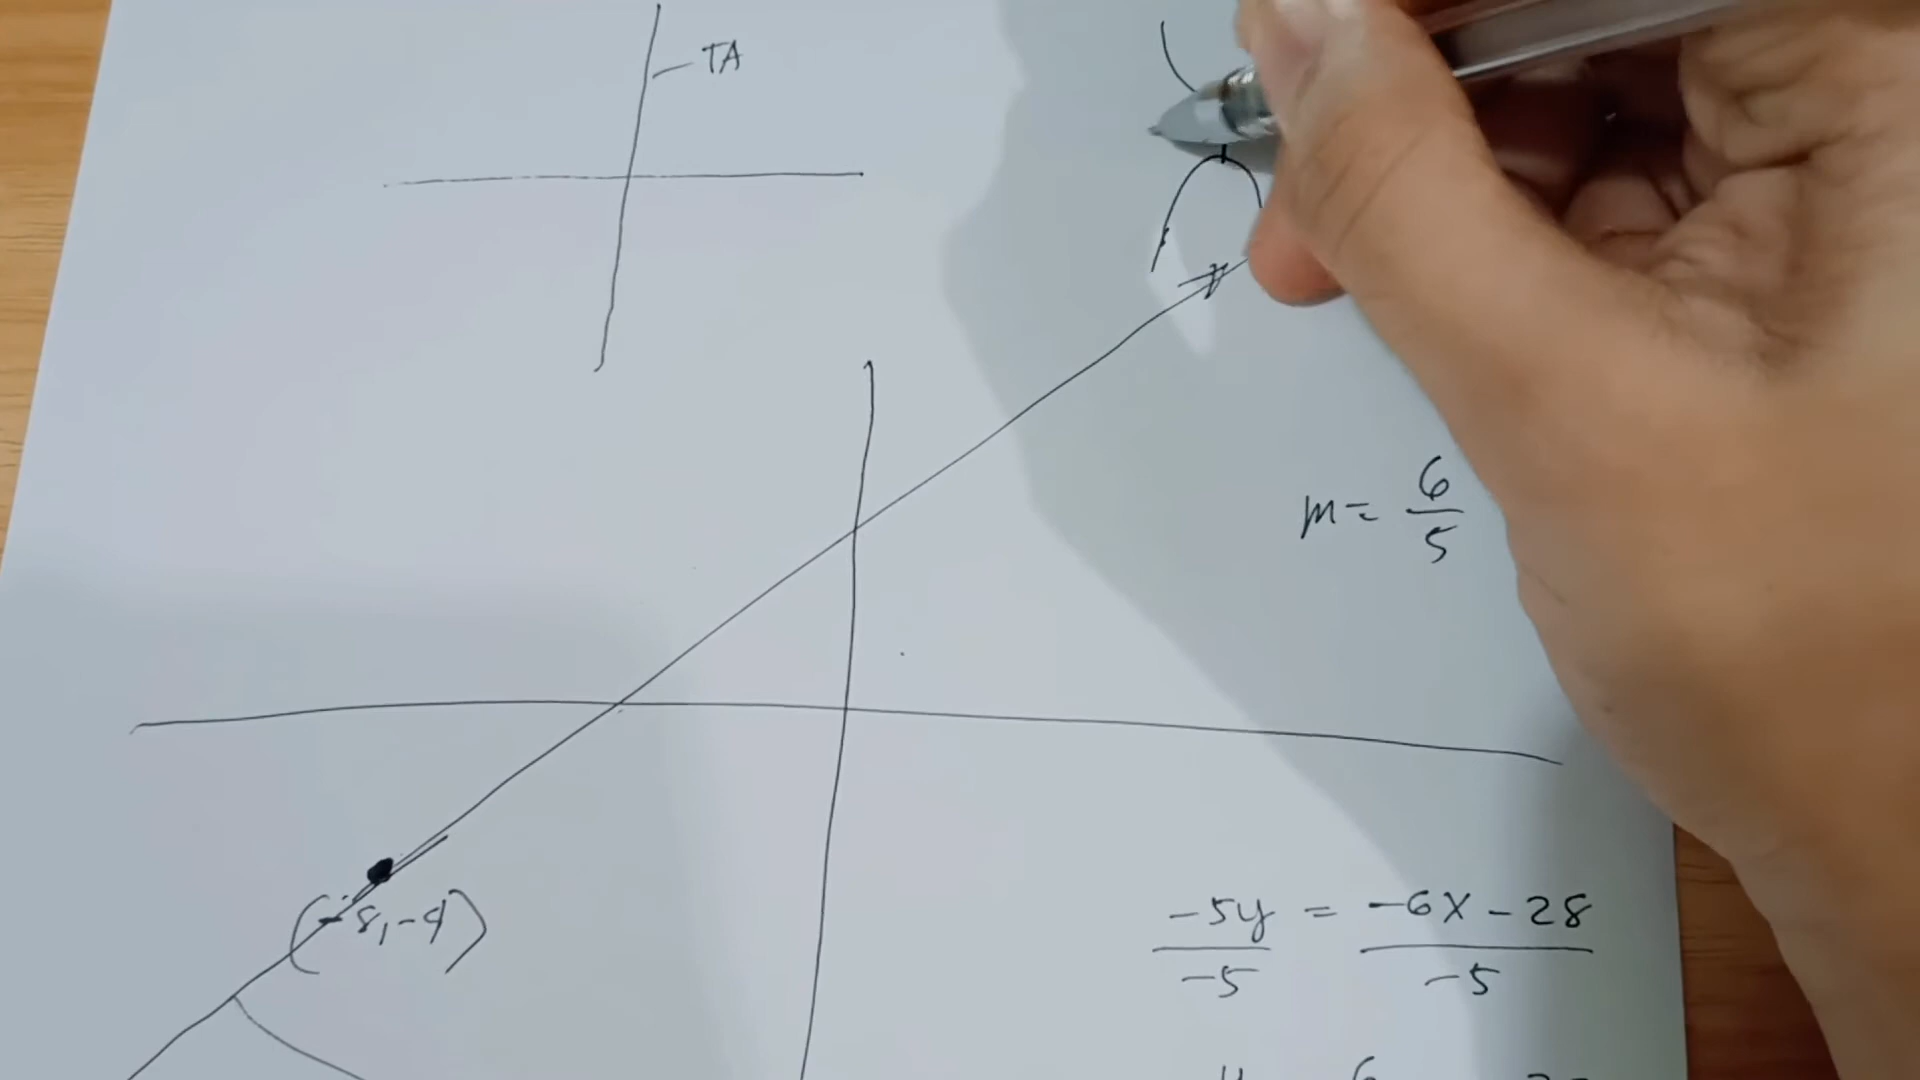 TA
m = 6/5
(-8, -4)
-5y = -6x - 28
-5 -5